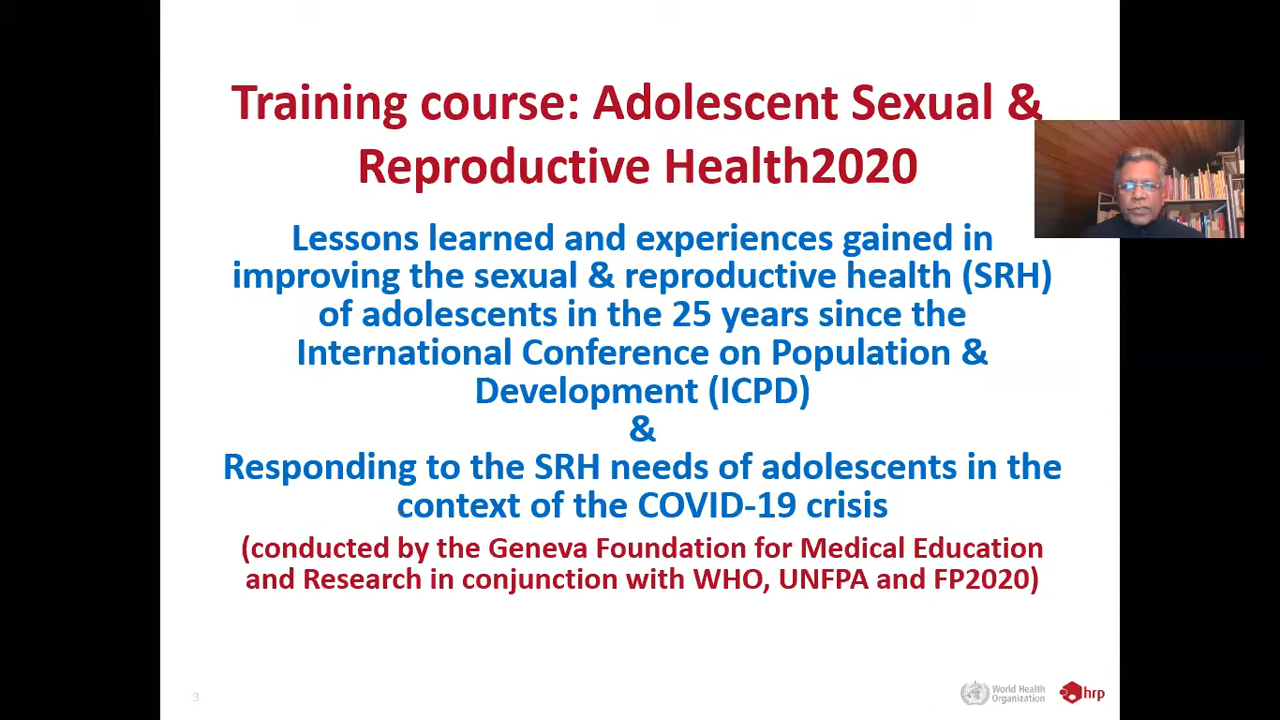 Training course: Adolescent Sexual &
Reproductive Health2020
Lessons learned and experiences gained in
improving the sexual & reproductive health (SRH)
of adolescents in the 25 years since the
International Conference on Population &
Development (ICPD)
&
Responding to the SRH needs of adolescents in the
context of the COVID-19 crisis
(conducted by the Geneva Foundation for Medical Education
and Research in conjunction with WHO, UNFPA and FP2020)
3
World Health
Organization
hrp